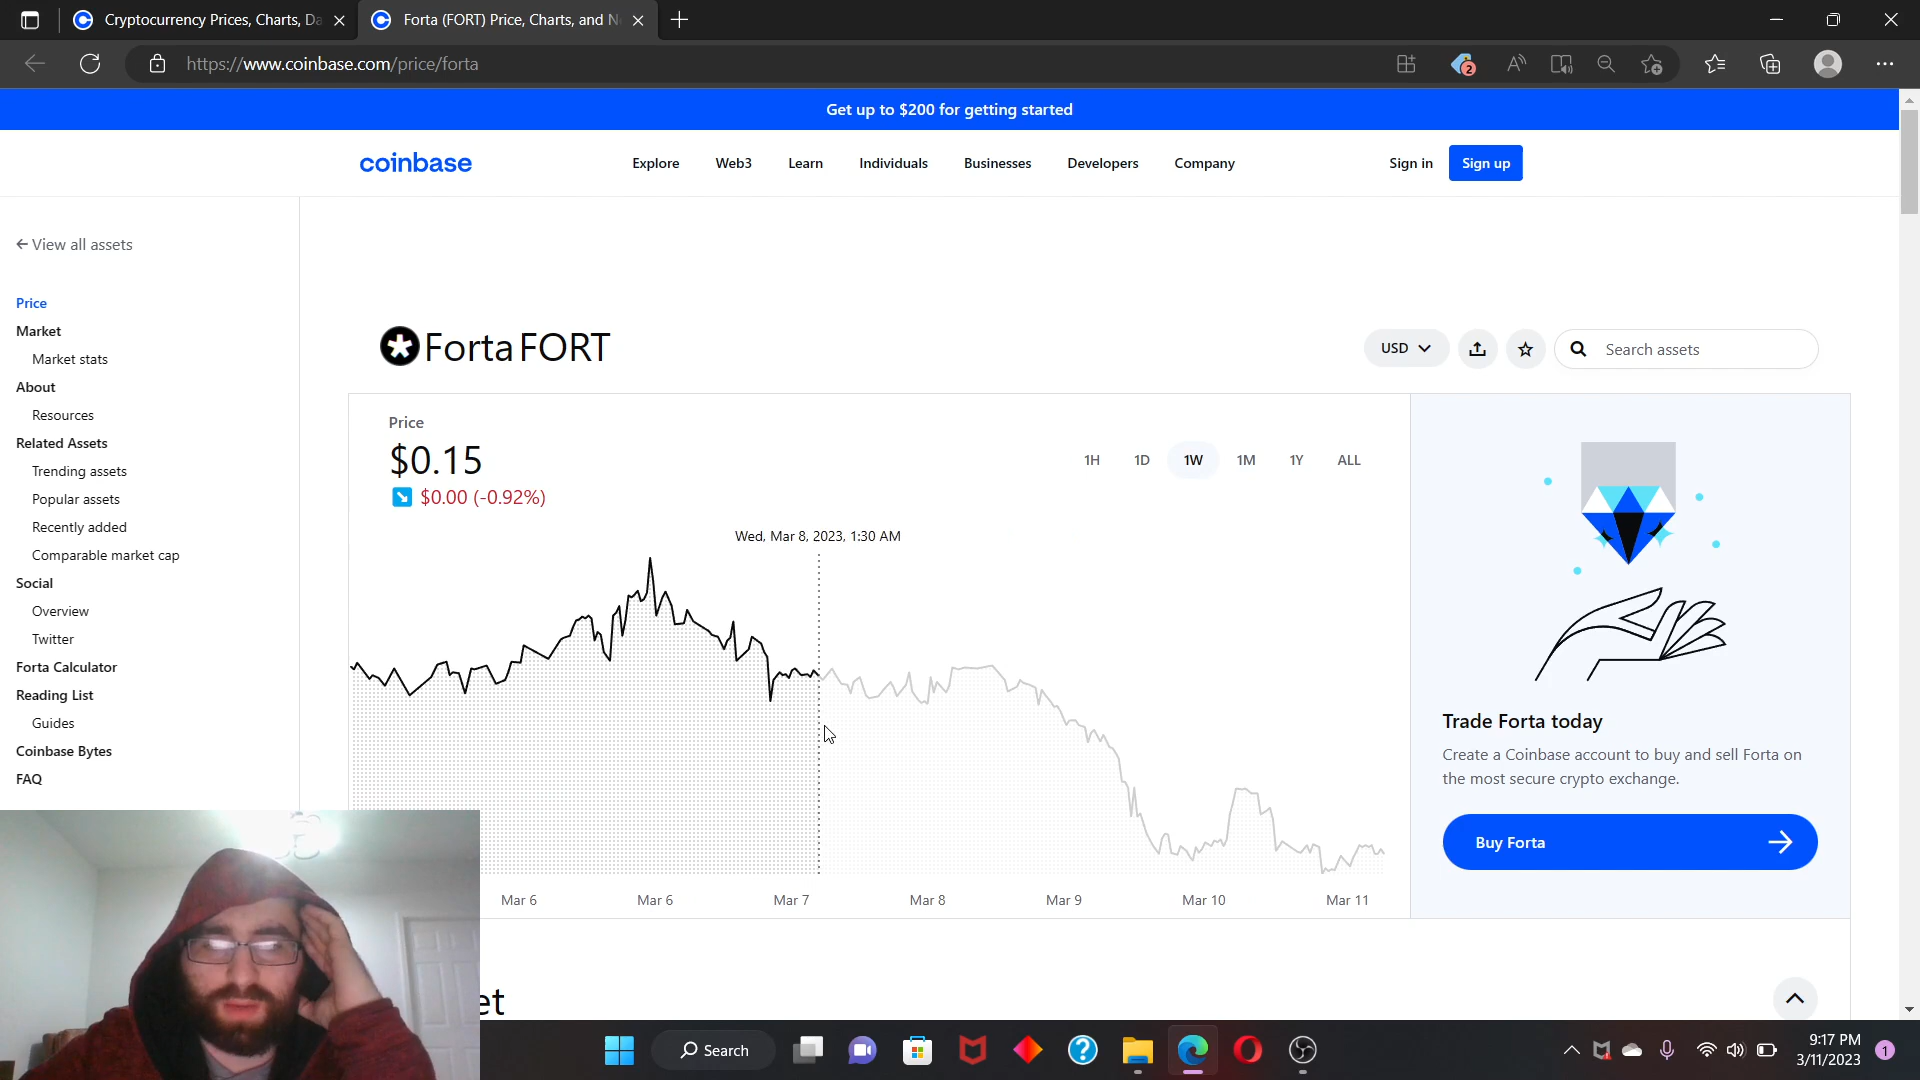 Cryptocurrency Prices, Charts, Da
Forta (FORT) Price, Charts, and N
https://www.coinbase.com/price/forta
2
Get up to $200 for getting started
coinbase
Explore
Web3
Learn
Individuals
Businesses
Developers
Company
Sign in
Sign up
← View all assets
Price
Market
Market stats
About
Resources
Related Assets
Trending assets
Popular assets
Recently added
Comparable market cap
Social
Overview
Twitter
Forta Calculator
Reading List
Guides
Coinbase Bytes
FAQ
Forta FORT
USD
Search assets
Price
$0.15
$0.00 (-0.92%)
1H
1D
1W
1M
1Y
ALL
Wed, Mar 8, 2023, 1:30 AM
Mar 6
Mar 6
Mar 7
Mar 8
Mar 9
Mar 10
Mar 11
Trade Forta today
Create a Coinbase account to buy and sell Forta on
the most secure crypto exchange.
Buy Forta
et
Search
9:17 PM
3/11/2023
1